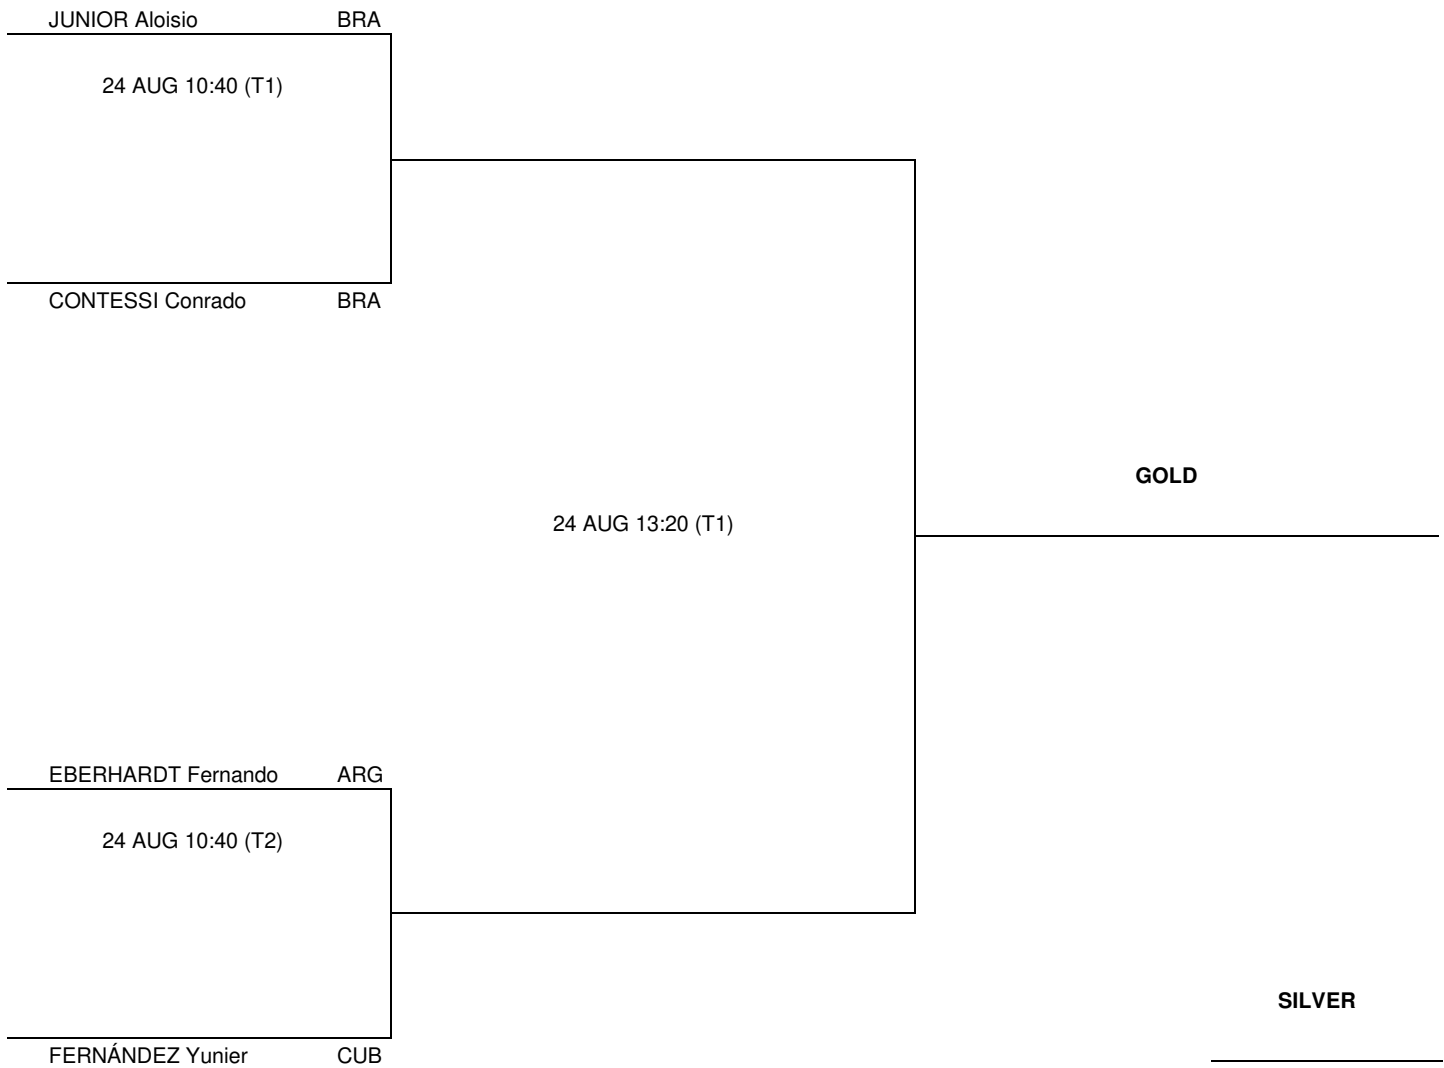 JUNIOR Aloisio BRA
24 AUG 10:40 (T1)
CONTESSI Conrado BRA
GOLD
24 AUG 13:20 (T1)
EBERHARDT Fernando ARG
24 AUG 10:40 (T2)
SILVER
FERNÁNDEZ Yunier CUB